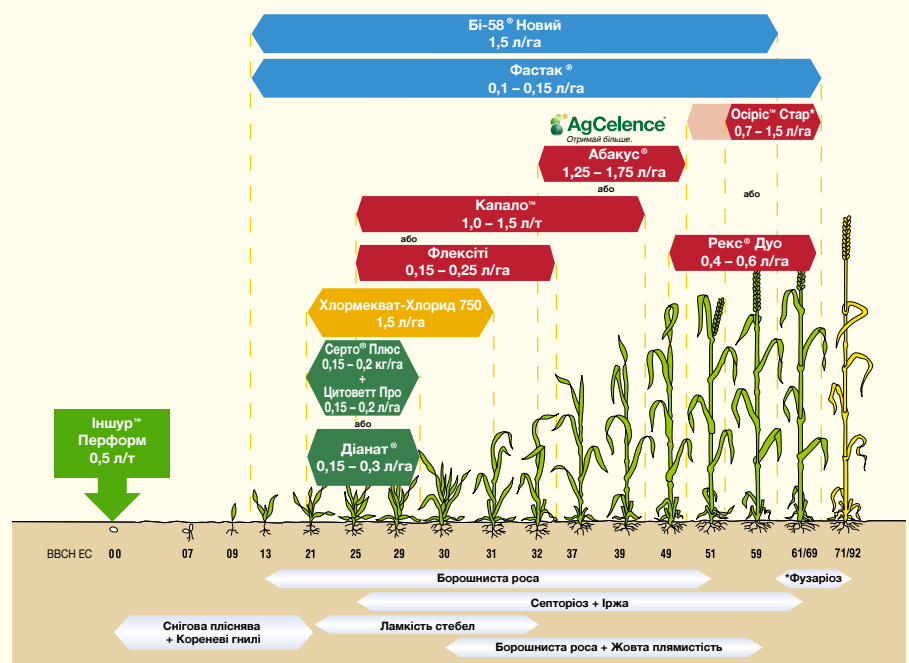 Бі-58® Новий
1,5 л/га
Фастак®
0,1 – 0,15 л/га
Осіріс™ Стар*
0,7 – 1,5 л/га
AgCelence®
Отримай більше.
Абакус®
1,25 – 1,75 л/га
або
або
Капало™
1,0 – 1,5 л/т
або
Рекс® Дуо
0,4 – 0,6 л/га
Флексіті
0,15 – 0,25 л/га
Хлормекват-Хлорид 750
1,5 л/га
Серто® Плюс
0,15 – 0,2 кг/га
+
Цитоветт Про
0,15 – 0,2 л/га
або
Діанат®
0,15 – 0,3 л/га
Іншур™
Перформ
0,5 л/т
BBCH EC 00 07 09 13 21 25 29 30 31 32 37 39 49 51 59 61/69 71/92
Борошниста роса
*Фузаріоз
Септоріоз + Іржа
Снігова пліснява
+ Кореневі гнилі
Ламкість стебел
Борошниста роса + Жовта плямистість